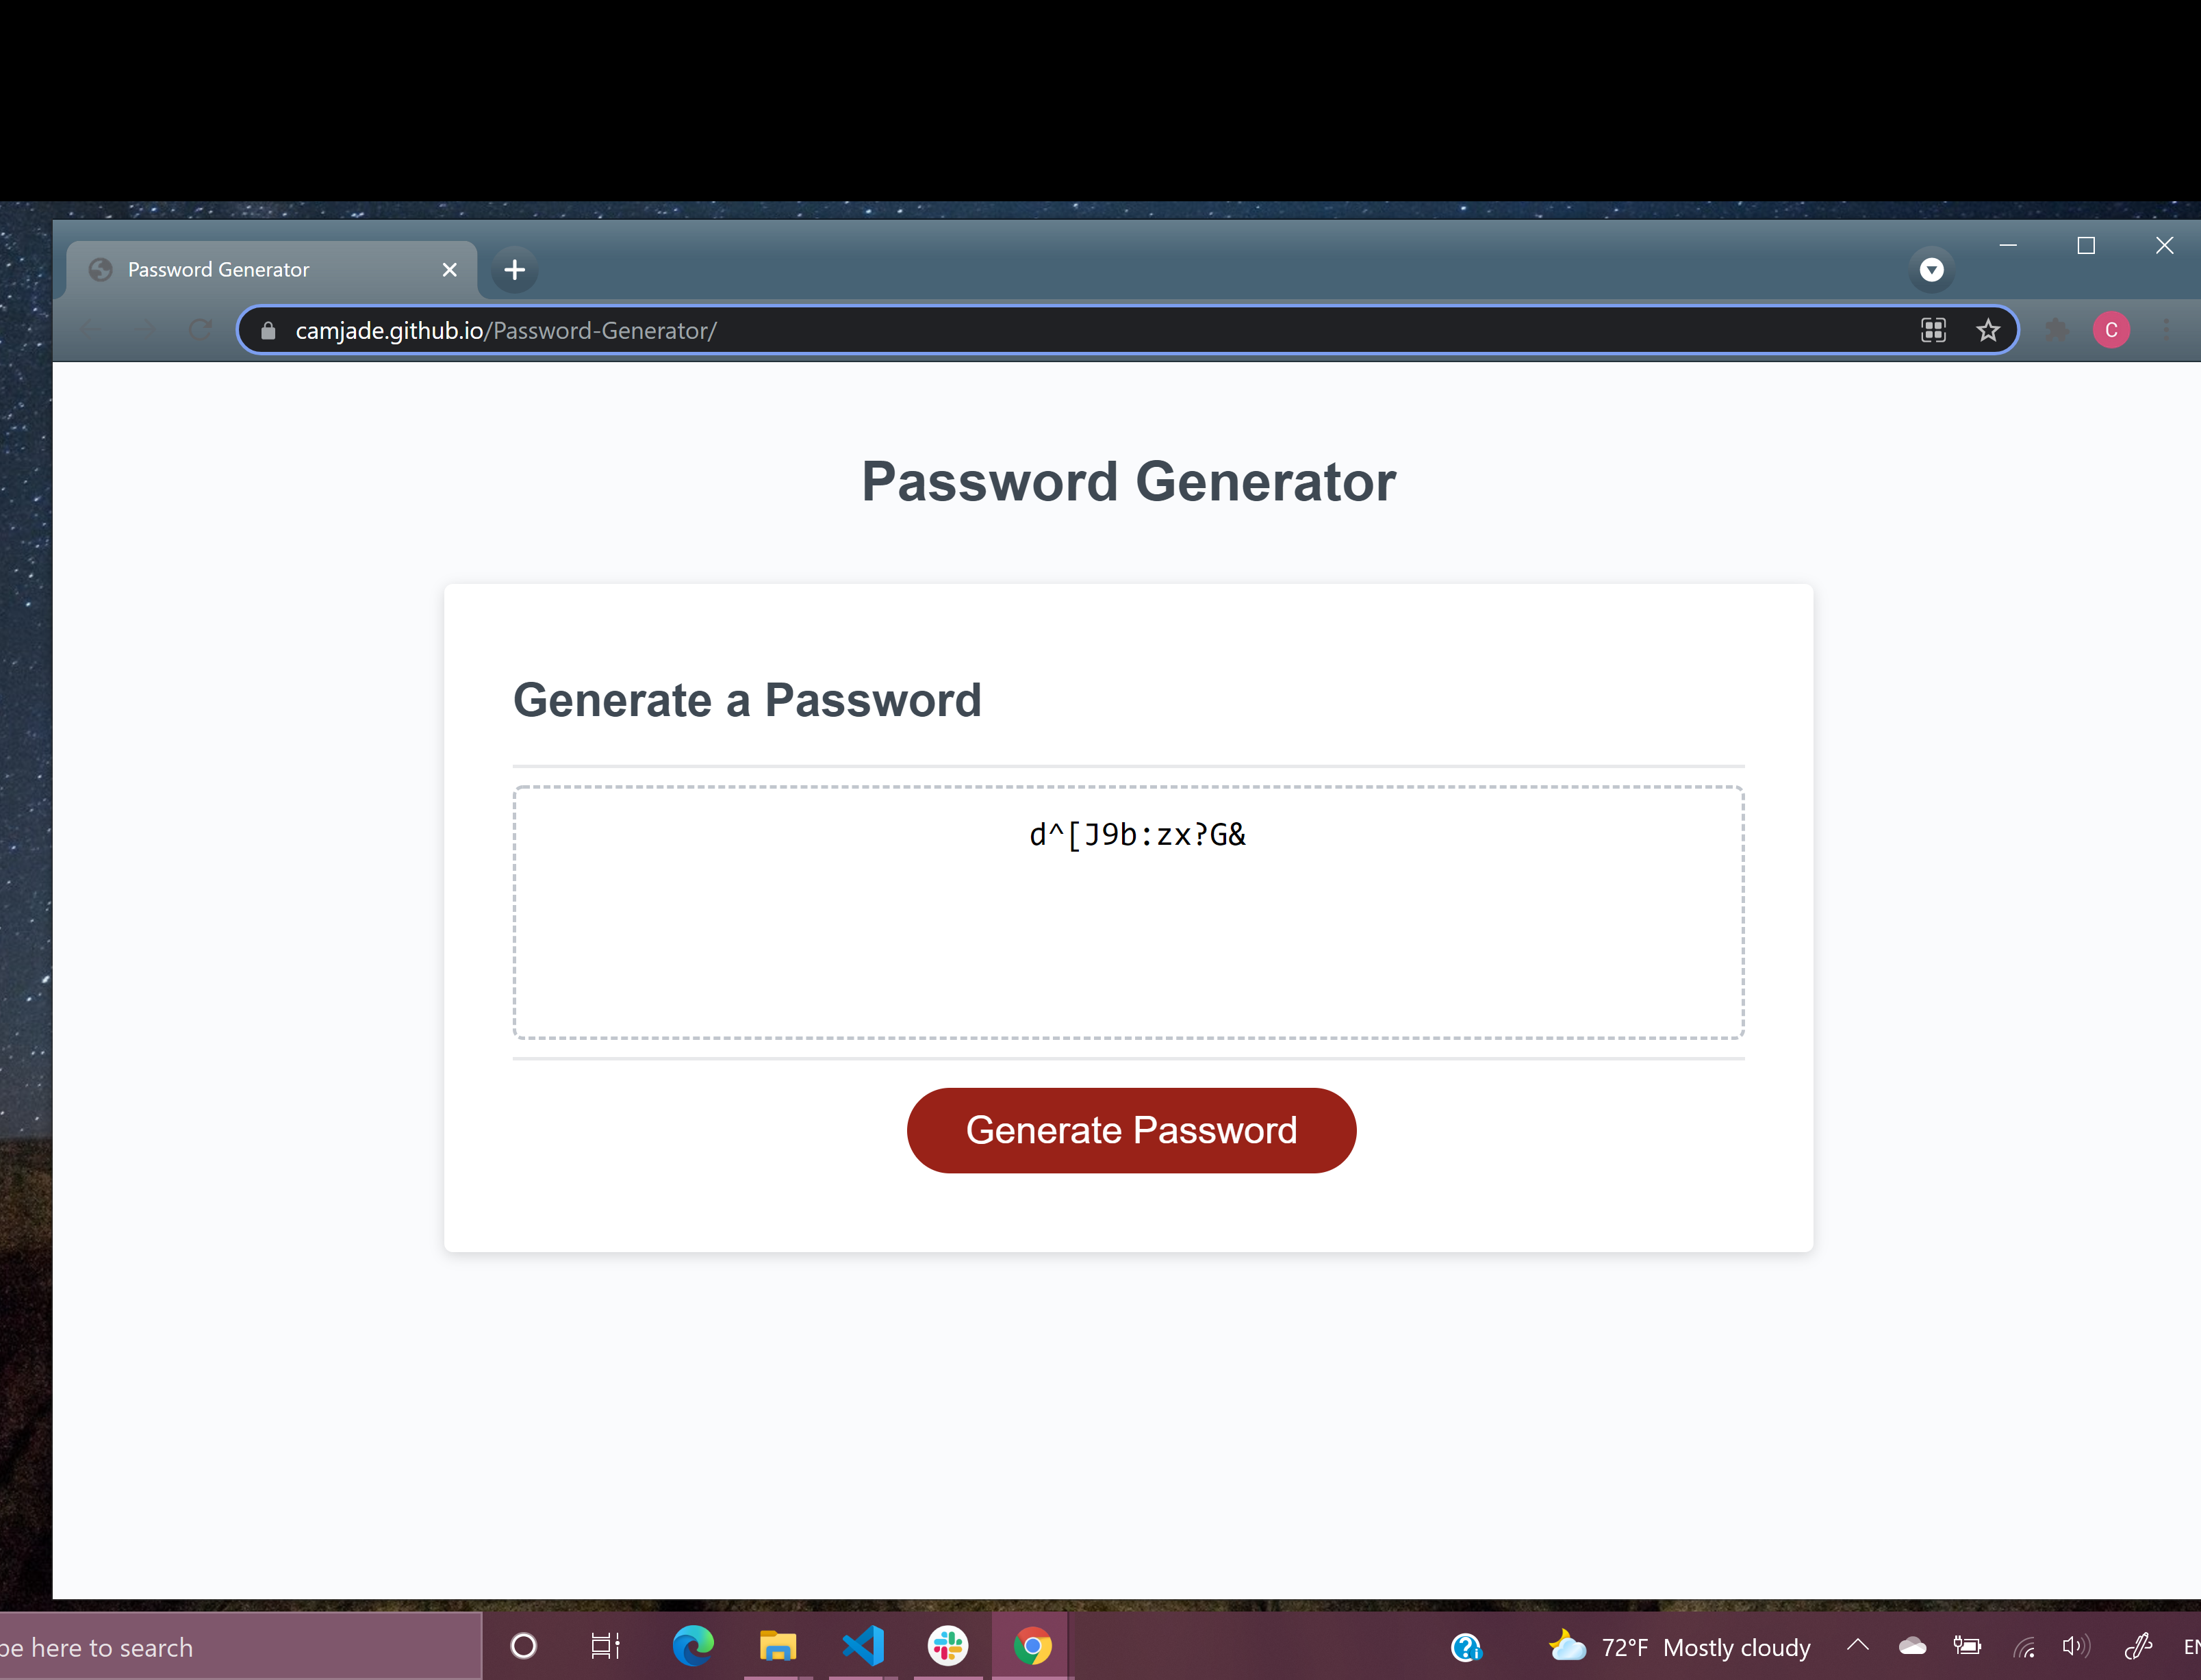 Password Generator
camjade.github.io/Password-Generator/
C
Password Generator
Generate a Password
d^[J9b:zx?G&
Generate Password
pe here to search
72°F Mostly cloudy